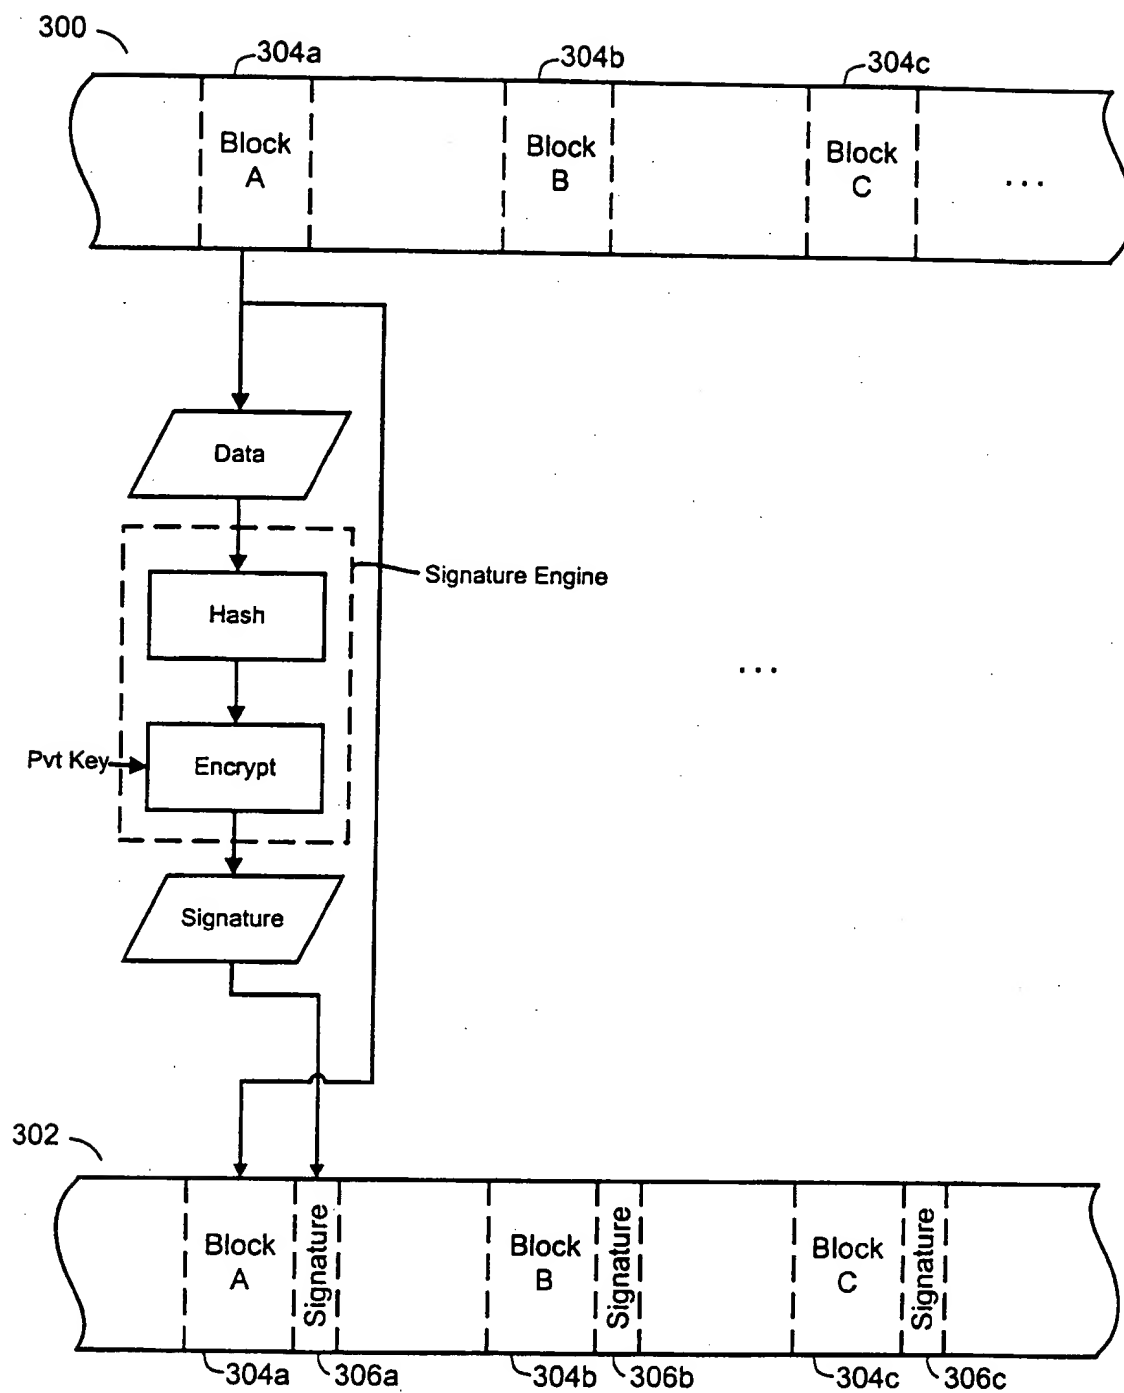 300
304a
304b
304c
Block
A
Block
B
Block
C
...
Data
Signature Engine
Hash
...
Pvt Key
Encrypt
Signature
302
Block
A
Signature
Block
B
Signature
Block
C
Signature
304a
306a
304b
306b
304c
306c